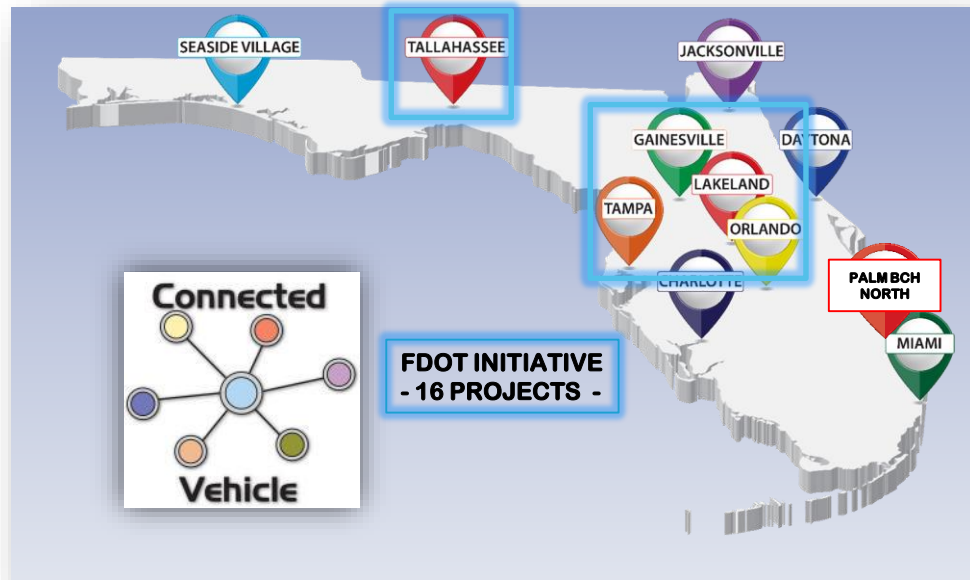 SEASIDE VILLAGE
TALLAHASSEE
JACKSONVILLE
GAINESVILLE
DAYTONA
LAKELAND
TAMPA
ORLANDO
CHARLOTTE
PALM BCH
NORTH
MIAMI
Connected
Vehicle
FDOT INITIATIVE
- 16 PROJECTS -